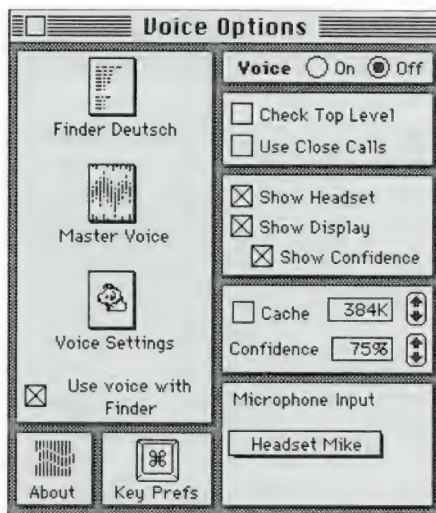 Voice Options
Finder Deutsch
Master Voice
Voice Settings
Use voice with
Finder
About
Key Prefs
Voice On Off
Check Top Level
Use Close Calls
Show Headset
Show Display
Show Confidence
Cache 384K
Confidence 75%
Microphone Input
Headset Mike